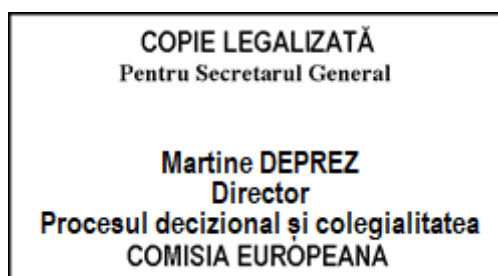 COPIE LEGALIZATĂ
Pentru Secretarul General
Martine DEPREZ
Director
Procesul decizional și colegialitatea
COMISIA EUROPEANA